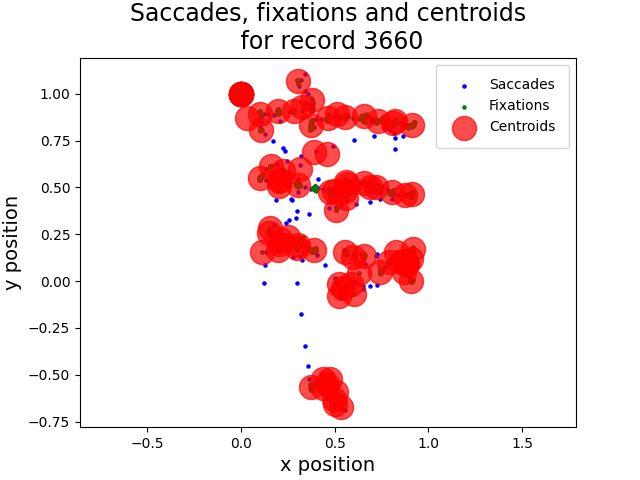 Saccades, fixations and centroids
for record 3660
Saccades
Fixations
Centroids
1.00
0.75
0.50
0.25
0.00
−0.25
−0.50
−0.75
y position
−0.5
0.0
0.5
1.0
1.5
x position